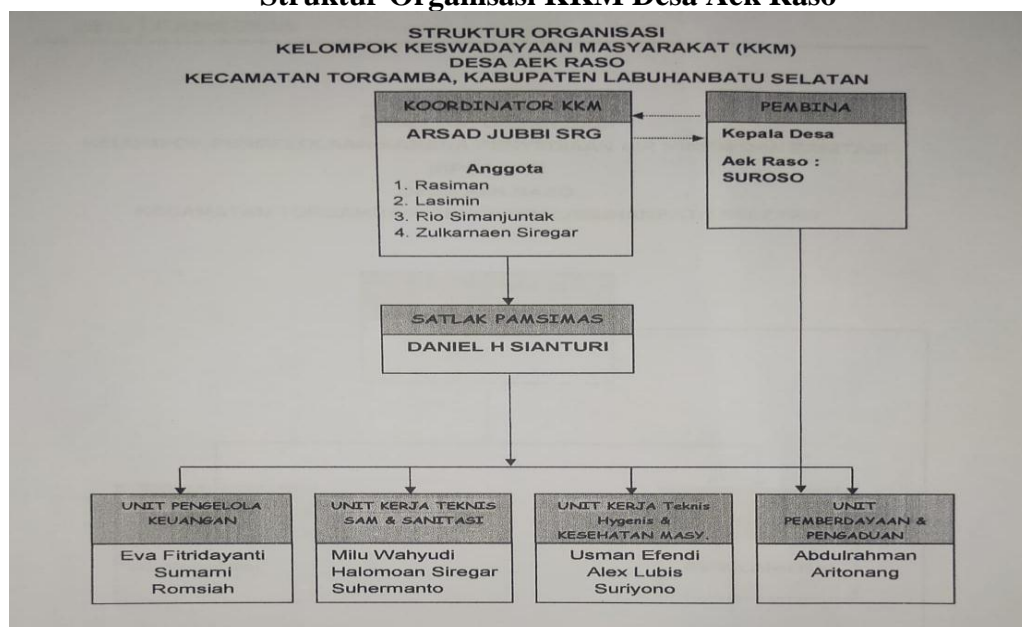 Struktur Organisasi KKM Desa Aek Raso
STRUKTUR ORGANISASI
KELOMPOK KESWADAYAAN MASYARAKAT (KKM)
DESA AEK RASO
KECAMATAN TORGAMBA, KABUPATEN LABUHANBATU SELATAN
KOORDINATOR KKM
ARSAD JUBBI SRG
Anggota
1. Rasiman
2. Lasimin
3. Rio Simanjuntak
4. Zulkarnaen Siregar
PEMBINA
Kepala Desa
Aek Raso :
SUROSO
SATLAK PAMSIMAS
DANIEL H SIANTURI
UNIT PENGELOLA
KEUANGAN
Eva Fitridayanti
Sumami
Romsiah
UNIT KERJA TEKNIS
SAM & SANITASI
Milu Wahyudi
Halomoan Siregar
Suhermanto
UNIT KERJA Teknis
Hygenis &
KESEHATAN MASY.
Usman Efendi
Alex Lubis
Suriyono
UNIT
PEMBERDAYAAN &
PENGADUAN
Abdulrahman
Aritonang